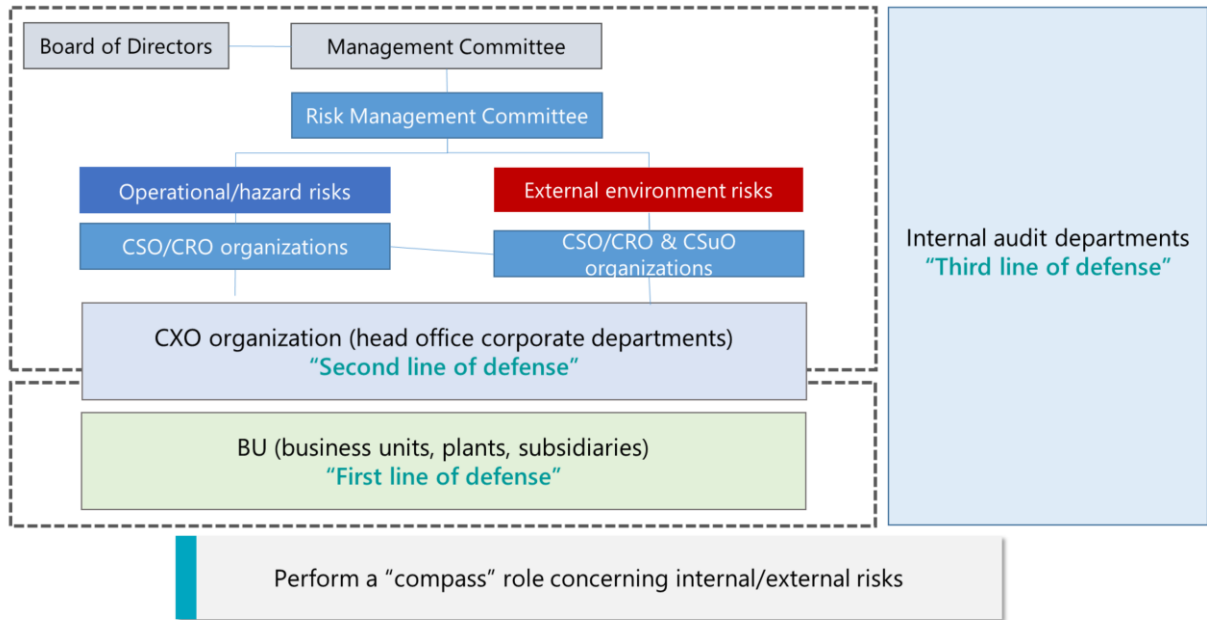 Board of Directors
Management Committee
Risk Management Committee
Operational/hazard risks
External environment risks
CSO/CRO organizations
CSO/CRO & CSuO
organizations
CXO organization (head office corporate departments)
“Second line of defense”
BU (business units, plants, subsidiaries)
“First line of defense”
Internal audit departments
“Third line of defense”
Perform a “compass” role concerning internal/external risks